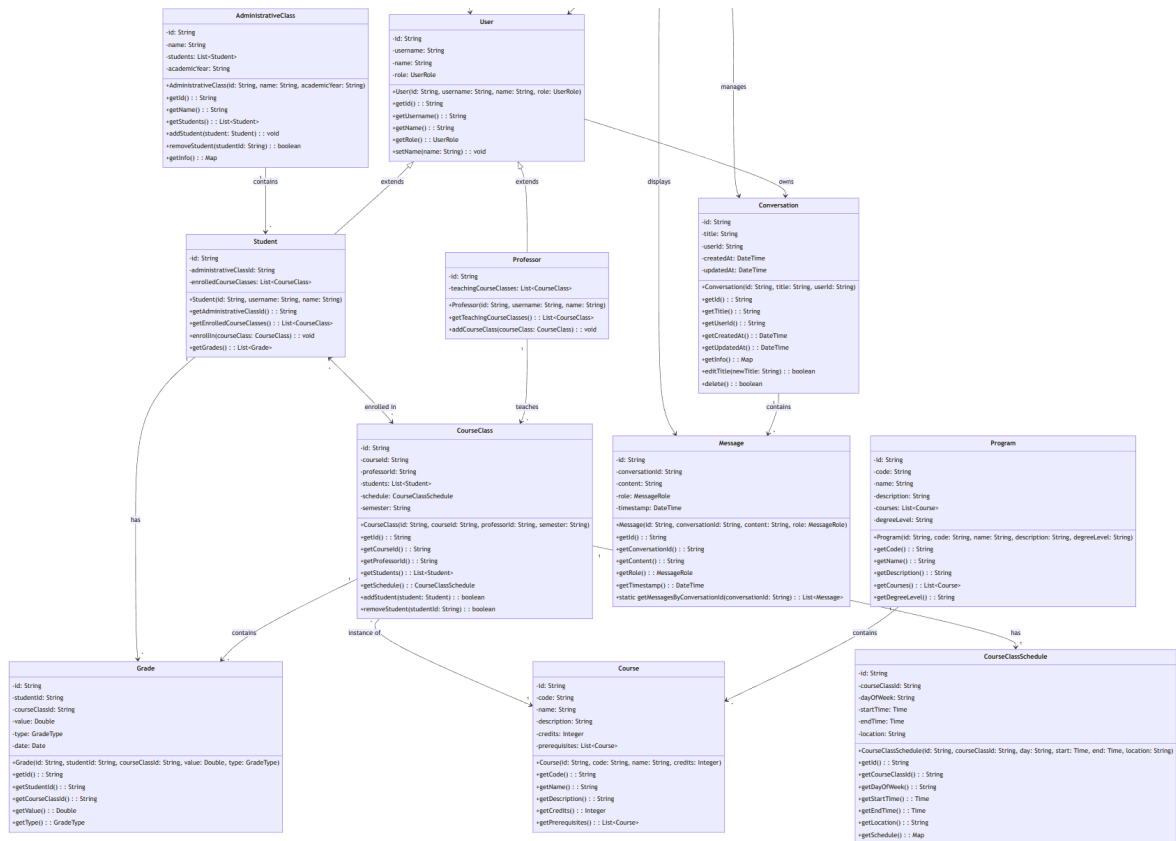 AdministrativeClass
-id: String
-name: String
-students: List<Student>
-academicYear: String
+AdministrativeClass(id: String, name: String, academicYear: String)
+getId() : : String
+getName() : : String
+getStudents() : : List<Student>
+addStudent(student: Student) : : void
+removeStudent(studentId: String) : : boolean
+getInfo() : : Map
User
-id: String
-username: String
-name: String
-role: UserRole
+User(id: String, username: String, name: String, role: UserRole)
+getId() : : String
+getUsername() : : String
+getName() : : String
+getRole() : : UserRole
+setName(name: String) : : void
manages
contains
extends
extends
displays
owns
Student
-id: String
-administrativeClassId: String
-enrolledCourseClasses: List<CourseClass>
+Student(id: String, username: String, name: String)
+getAdministrativeClassId() : : String
+getEnrolledCourseClasses() : : List<CourseClass>
+enrollIn(courseClass: CourseClass) : : void
+getGrades() : : List<Grade>
Professor
-id: String
-teachingCourseClasses: List<CourseClass>
+Professor(id: String, username: String, name: String)
+getTeachingCourseClasses() : : List<CourseClass>
+addCourseClass(courseClass: CourseClass) : : void
Conversation
-id: String
-title: String
-userId: String
-createdAt: DateTime
-updatedAt: DateTime
+Conversation(id: String, title: String, userId: String)
+getId() : : String
+getTitle() : : String
+getUserId() : : String
+getCreatedAt() : : DateTime
+getUpdatedAt() : : DateTime
+getInfo() : : Map
+editTitle(newTitle: String) : : boolean
+delete() : : boolean
enrolled in
teaches
contains
CourseClass
-id: String
-courseId: String
-professorId: String
-students: List<Student>
-schedule: CourseClassSchedule
-semester: String
+CourseClass(id: String, courseId: String, professorId: String, semester: String)
+getId() : : String
+getCourseId() : : String
+getProfessorId() : : String
+getStudents() : : List<Student>
+getSchedule() : : CourseClassSchedule
+addStudent(student: Student) : : boolean
+removeStudent(studentId: String) : : boolean
Message
-id: String
-conversationId: String
-content: String
-role: MessageRole
-timestamp: DateTime
+Message(id: String, conversationId: String, content: String, role: MessageRole)
+getId() : : String
+getConversationId() : : String
+getContent() : : String
+getRole() : : MessageRole
+getTimestamp() : : DateTime
+static getMessagesByConversationId(conversationId: String) : : List<Message>
Program
-id: String
-code: String
-name: String
-description: String
-courses: List<Course>
-degreeLevel: String
+Program(id: String, code: String, name: String, description: String, degreeLevel: String)
+getCode() : : String
+getName() : : String
+getDescription() : : String
+getCourses() : : List<Course>
+getDegreeLevel() : : String
has
contains
instance of
contains
has
Grade
-id: String
-studentId: String
-courseClassId: String
-value: Double
-type: GradeType
-date: Date
+Grade(id: String, studentId: String, courseClassId: String, value: Double, type: GradeType)
+getId() : : String
+getStudentId() : : String
+getCourseClassId() : : String
+getValue() : : Double
+getType() : : GradeType
Course
-id: String
-code: String
-name: String
-description: String
-credits: Integer
-prerequisites: List<Course>
+Course(id: String, code: String, name: String, credits: Integer)
+getCode() : : String
+getName() : : String
+getDescription() : : String
+getCredits() : : Integer
+getPrerequisites() : : List<Course>
CourseClassSchedule
-id: String
-courseClassId: String
-dayOfWeek: String
-startTime: Time
-endTime: Time
-location: String
+CourseClassSchedule(id: String, courseClassId: String, day: String, start: Time, end: Time, location: String)
+getId() : : String
+getCourseClassId() : : String
+getDayOfWeek() : : String
+getStartTime() : : Time
+getEndTime() : : Time
+getLocation() : : String
+getSchedule() : : Map